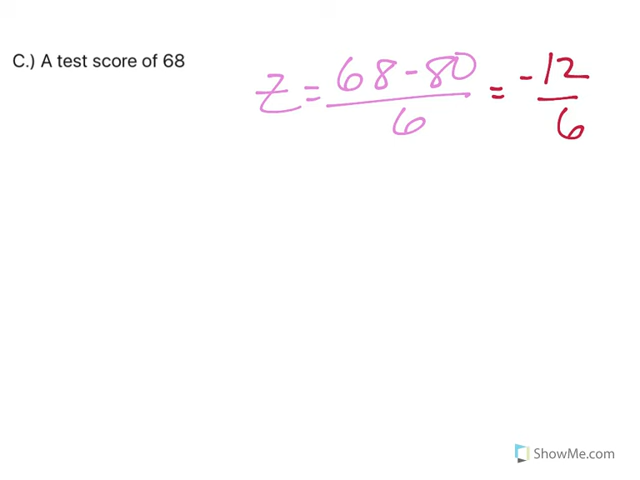 C.) A test score of 68
z = 68 - 80 / 6 = -12 / 6
ShowMe.com